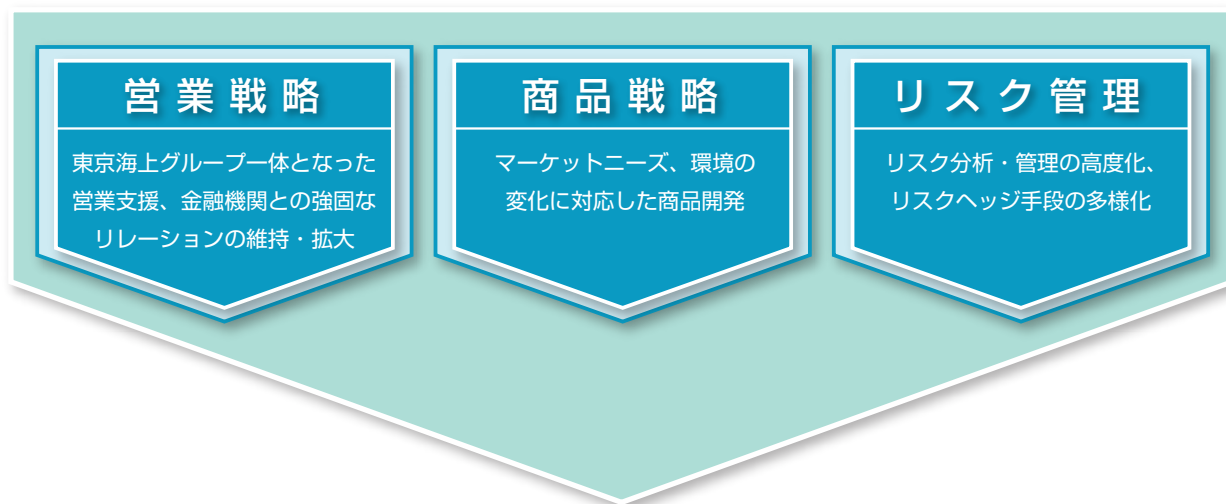 営業戦略
東京海上グループ一体となった
営業支援、金融機関との強固な
リレーションの維持・拡大
商品戦略
マーケットニーズ、環境の
変化に対応した商品開発
リスク管理
リスク分析・管理の高度化、
リスクヘッジ手段の多様化